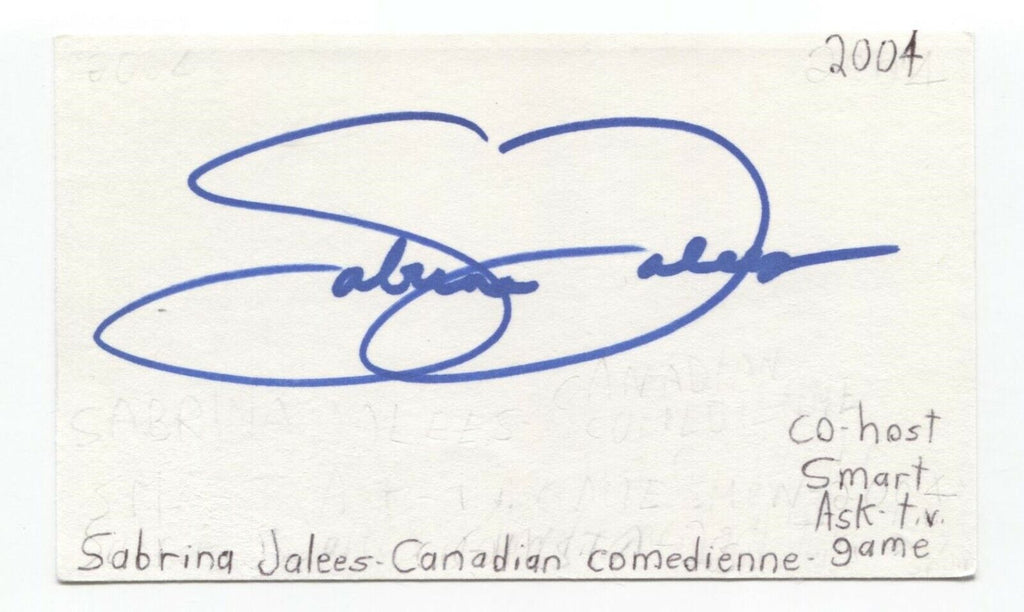 2004
Sabrina Jalees
co-host
Smart
Ask-t.v.
Sabrina Jalees-Canadian comedienne-game